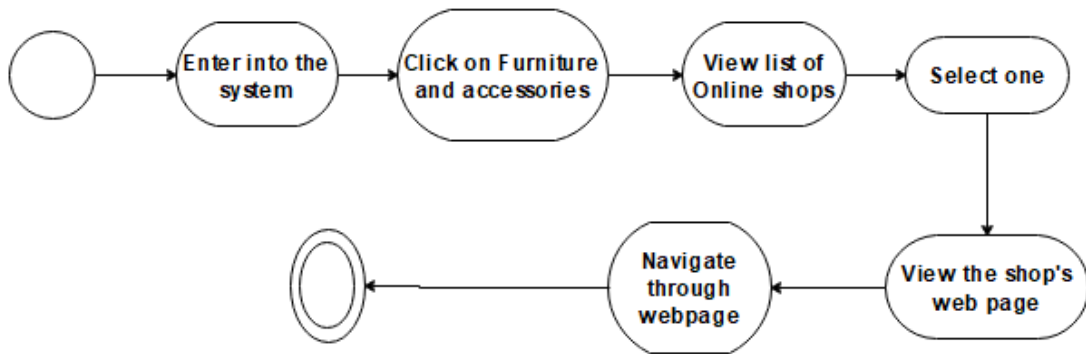 Enter into the
system
Click on Furniture
and accessories
View list of
Online shops
Select one
View the shop's
web page
Navigate
through
webpage